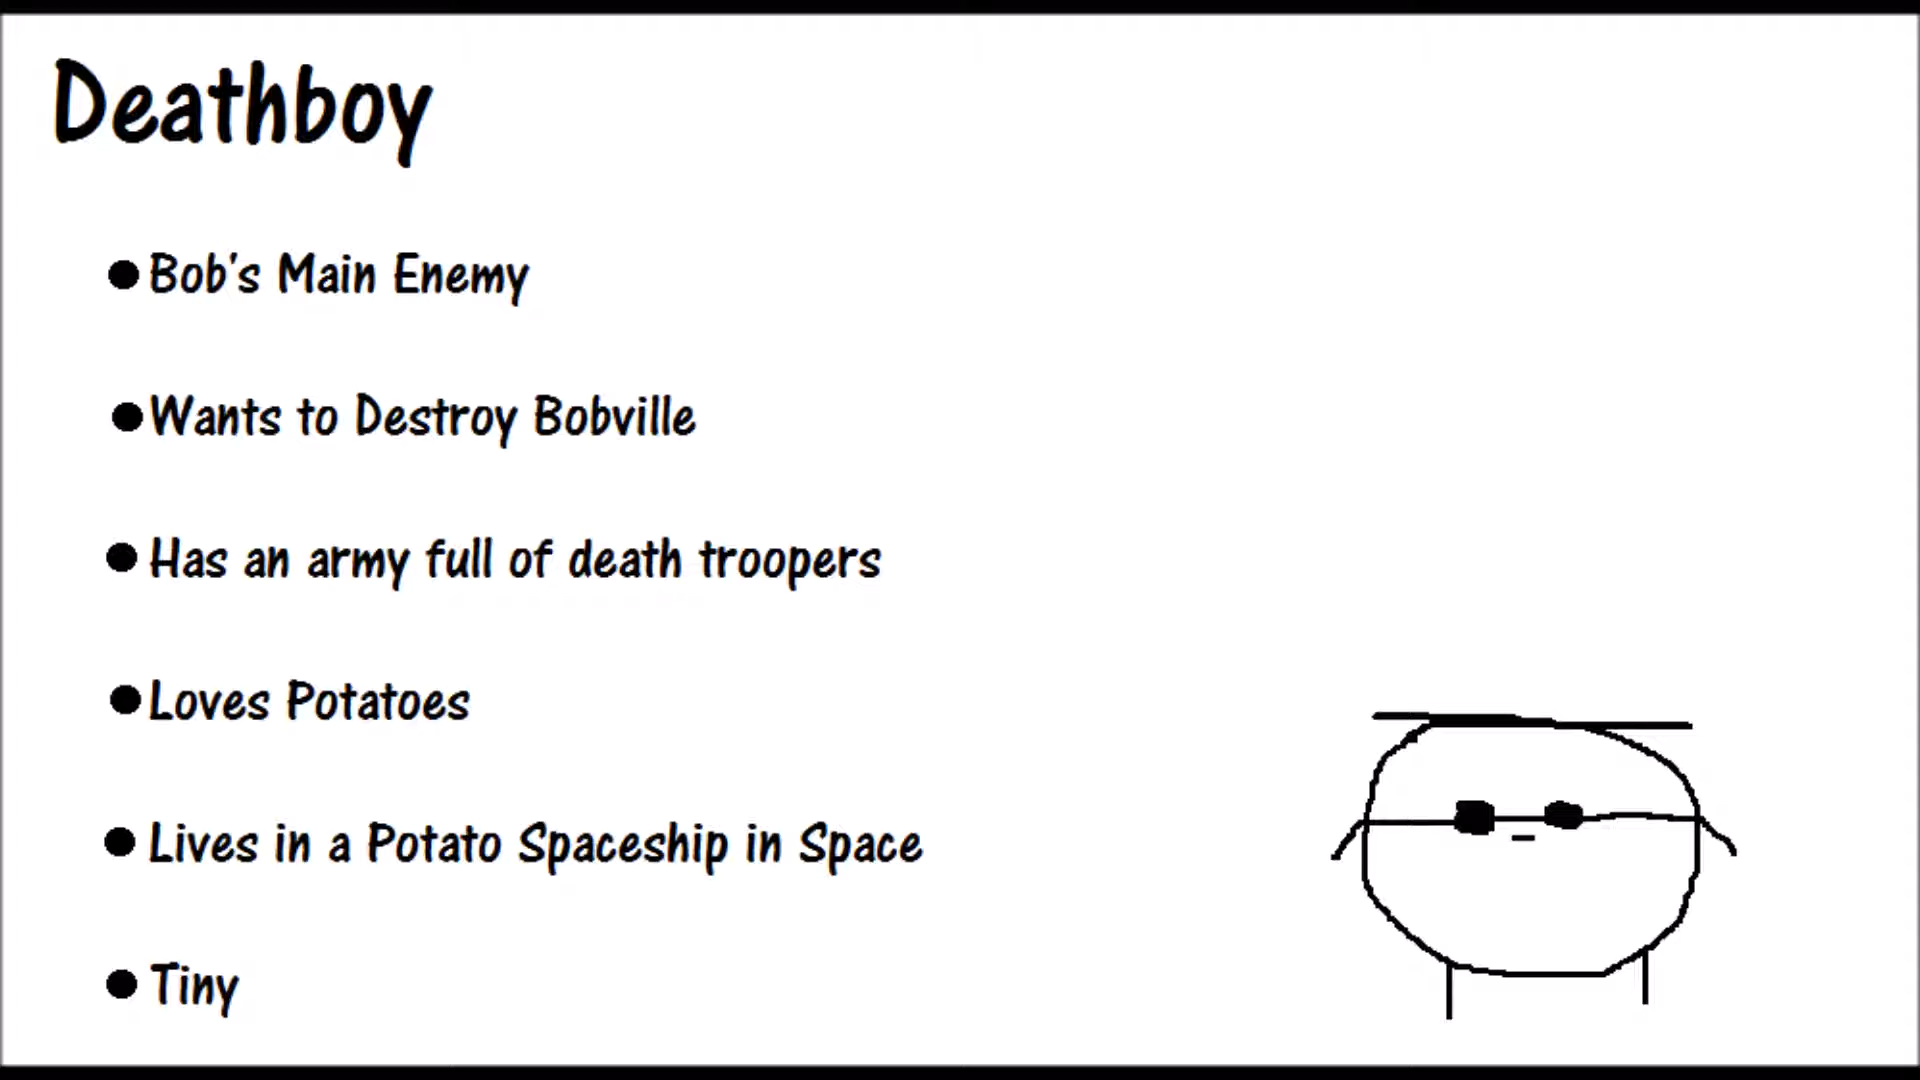 Deathboy
Bob's Main Enemy
Wants to Destroy Bobville
Has an army full of death troopers
Loves Potatoes
Lives in a Potato Spaceship in Space
Tiny